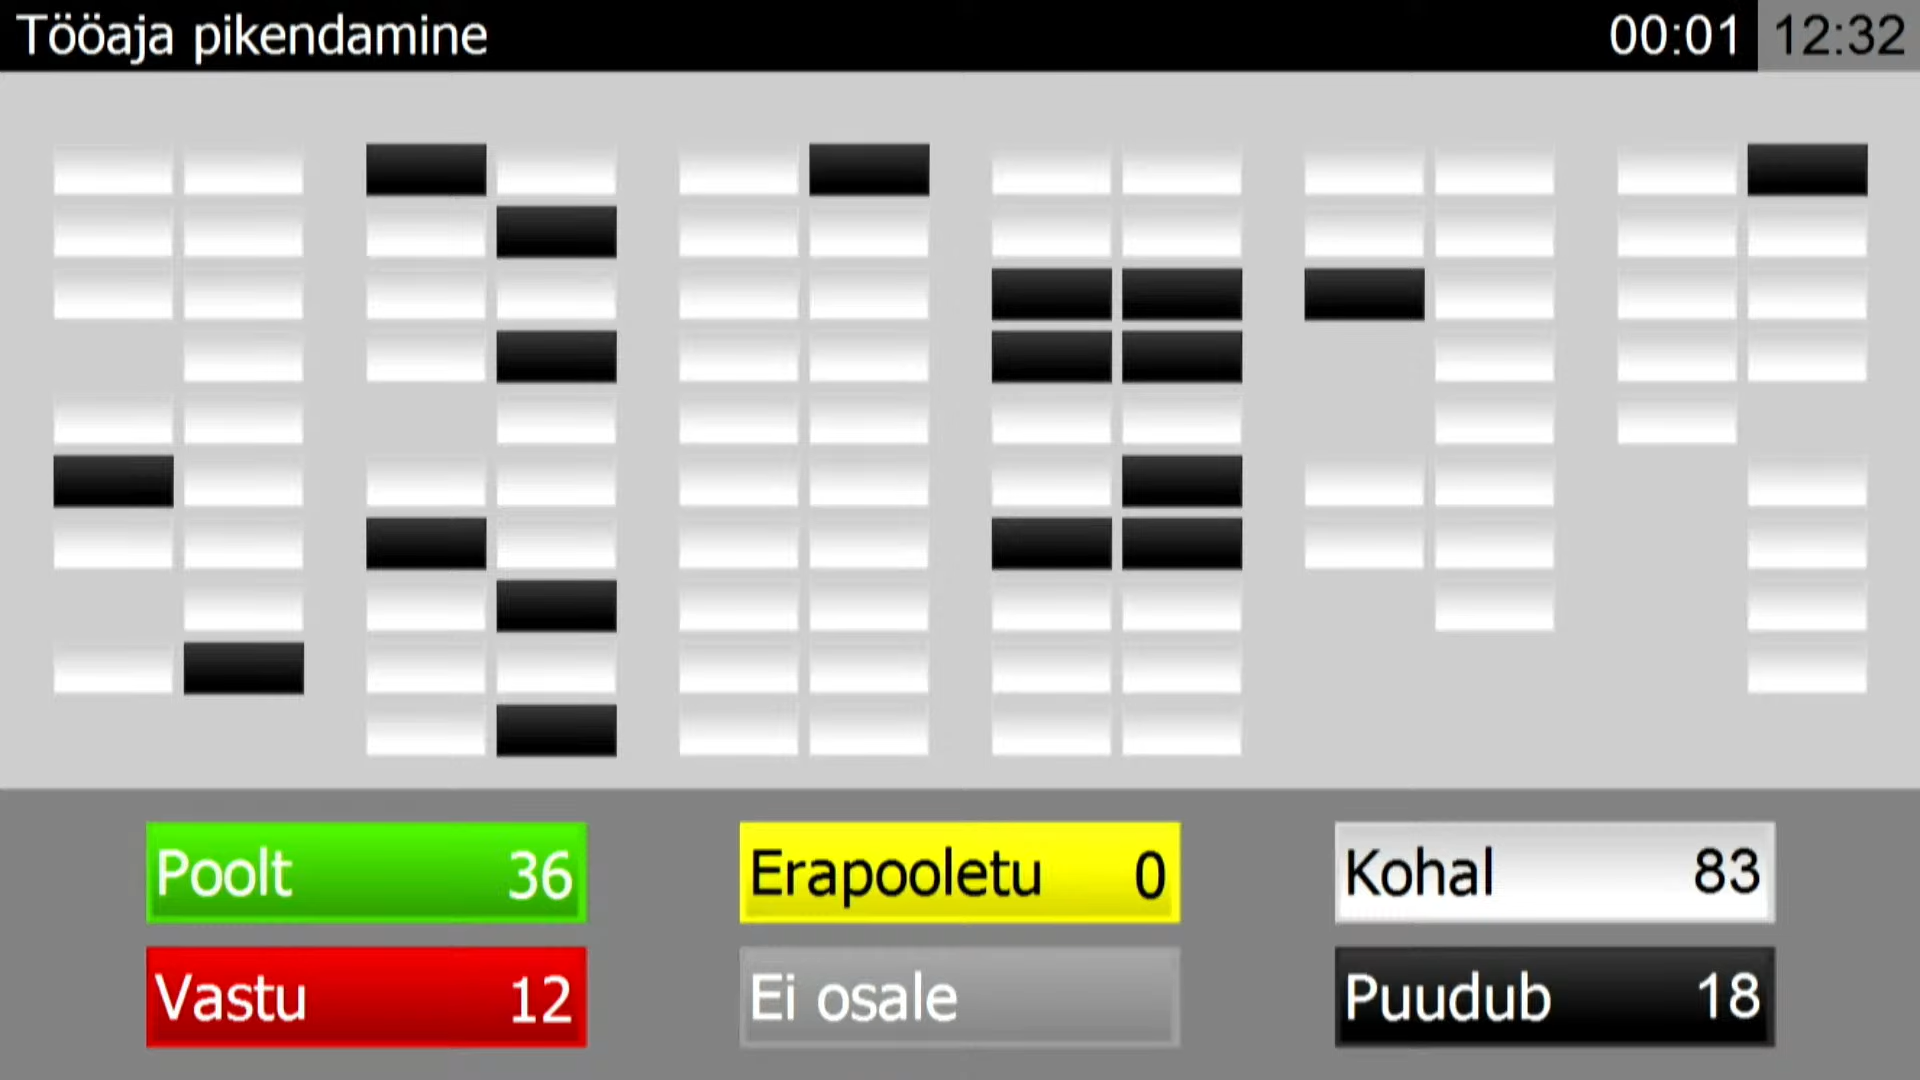 Tööaja pikendamine 00:01 12:32
Poolt 36 Erapooletu 0 Kohal 83
Vastu 12 Ei osale Puudub 18